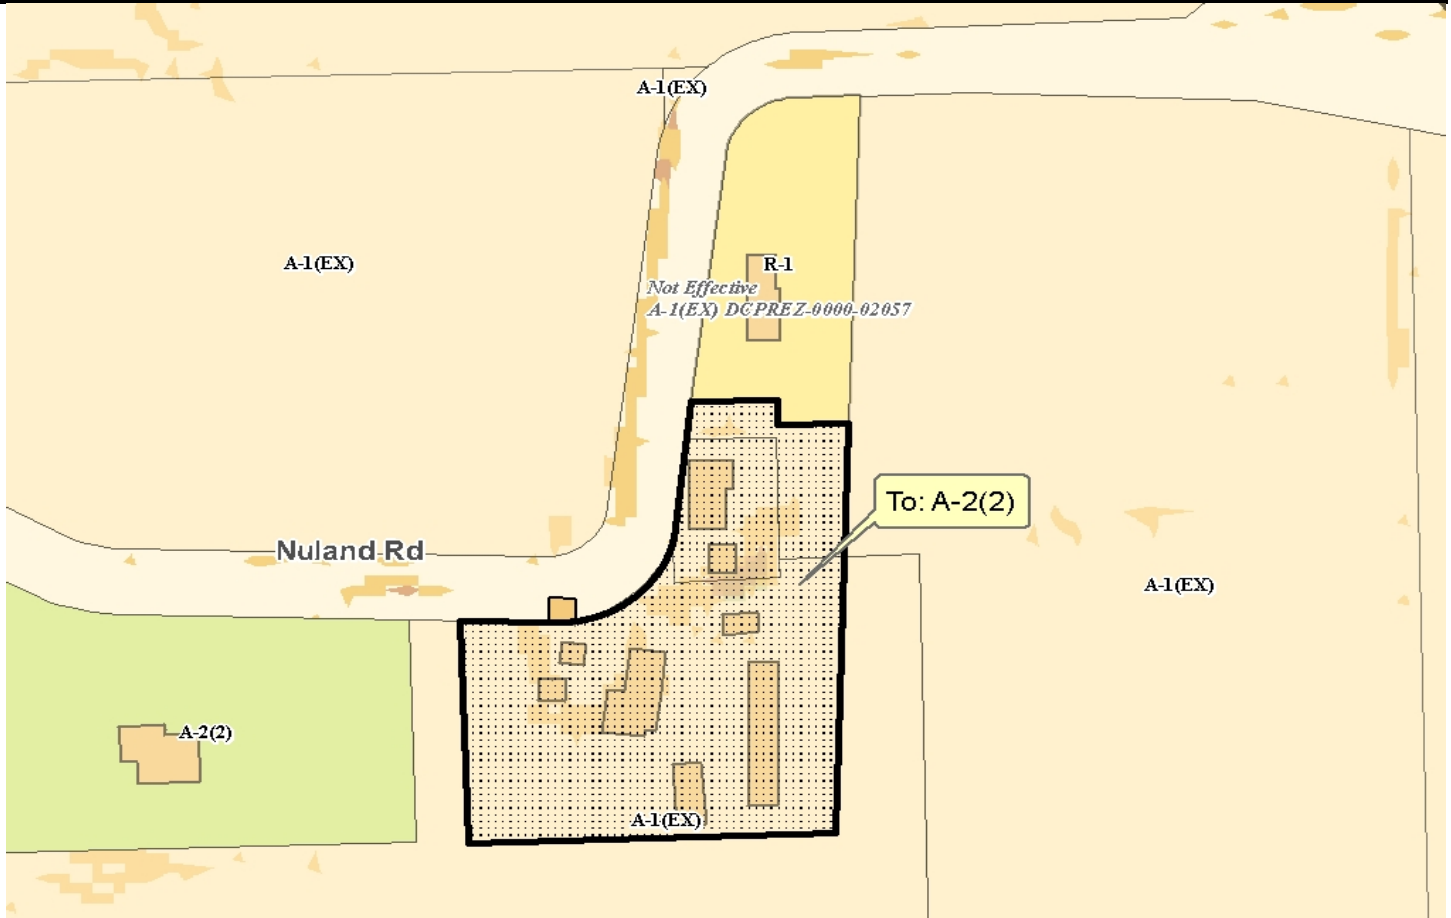 A-1(EX)
A-1(EX)
R-1
Not Effective
A-1(EX) DCPREZ-0000-02057
To: A-2(2)
Nuland Rd
A-1(EX)
A-2(2)
A-1(EX)